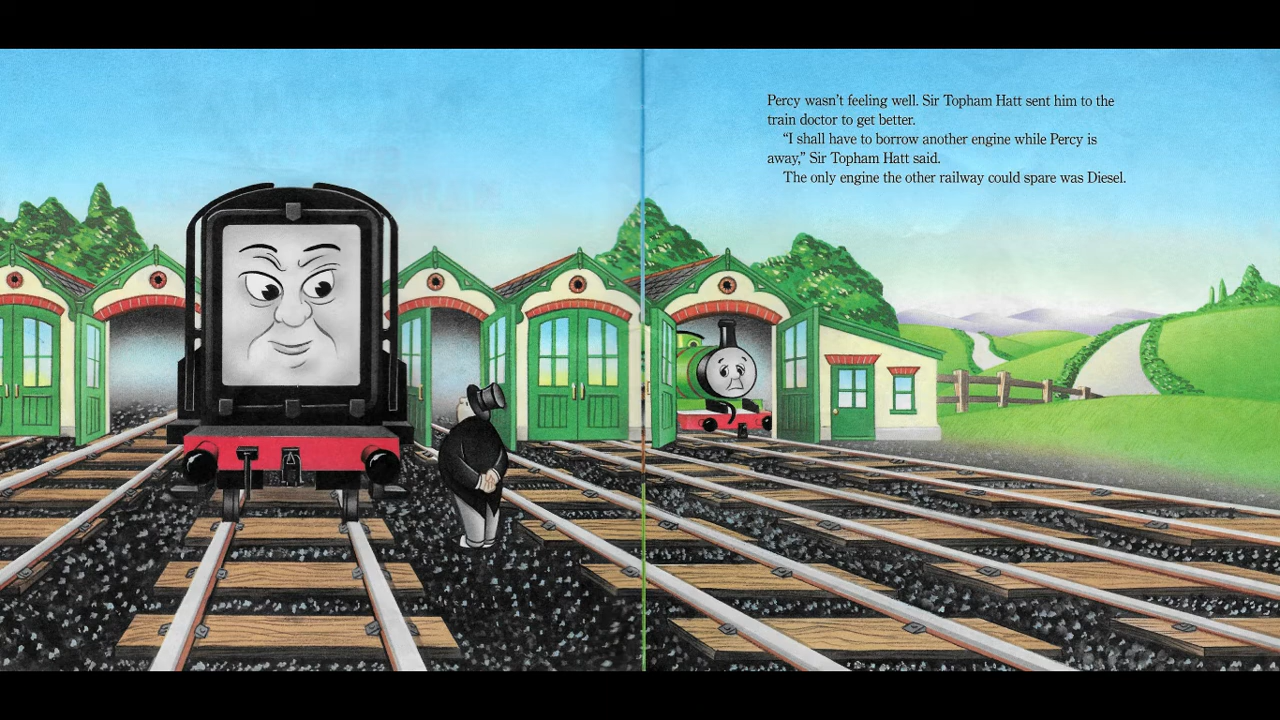 Percy wasn't feeling well. Sir Topham Hatt sent him to the
train doctor to get better.
"I shall have to borrow another engine while Percy is
away," Sir Topham Hatt said.
The only engine the other railway could spare was Diesel.